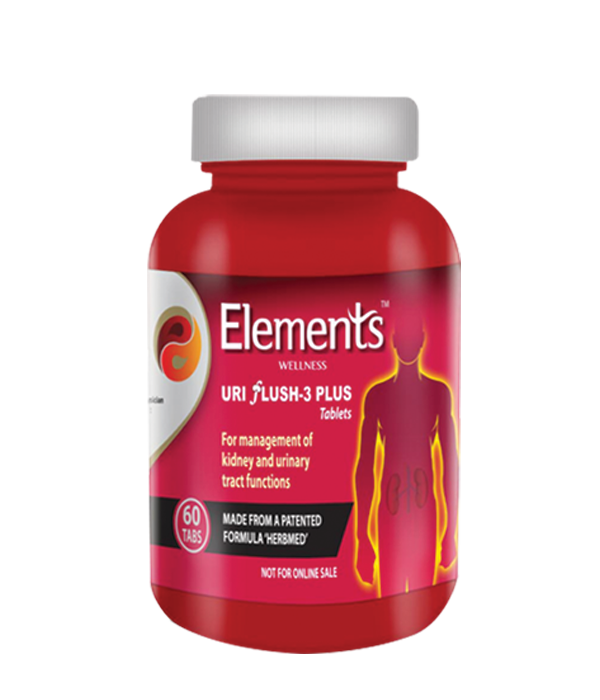 Elements™
WELLNESS
URI FLUSH-3 PLUS
Tablets
For management of
kidney and urinary
tract functions
60
TABS
MADE FROM A PATENTED
FORMULA 'HERBMED'
NOT FOR ONLINE SALE